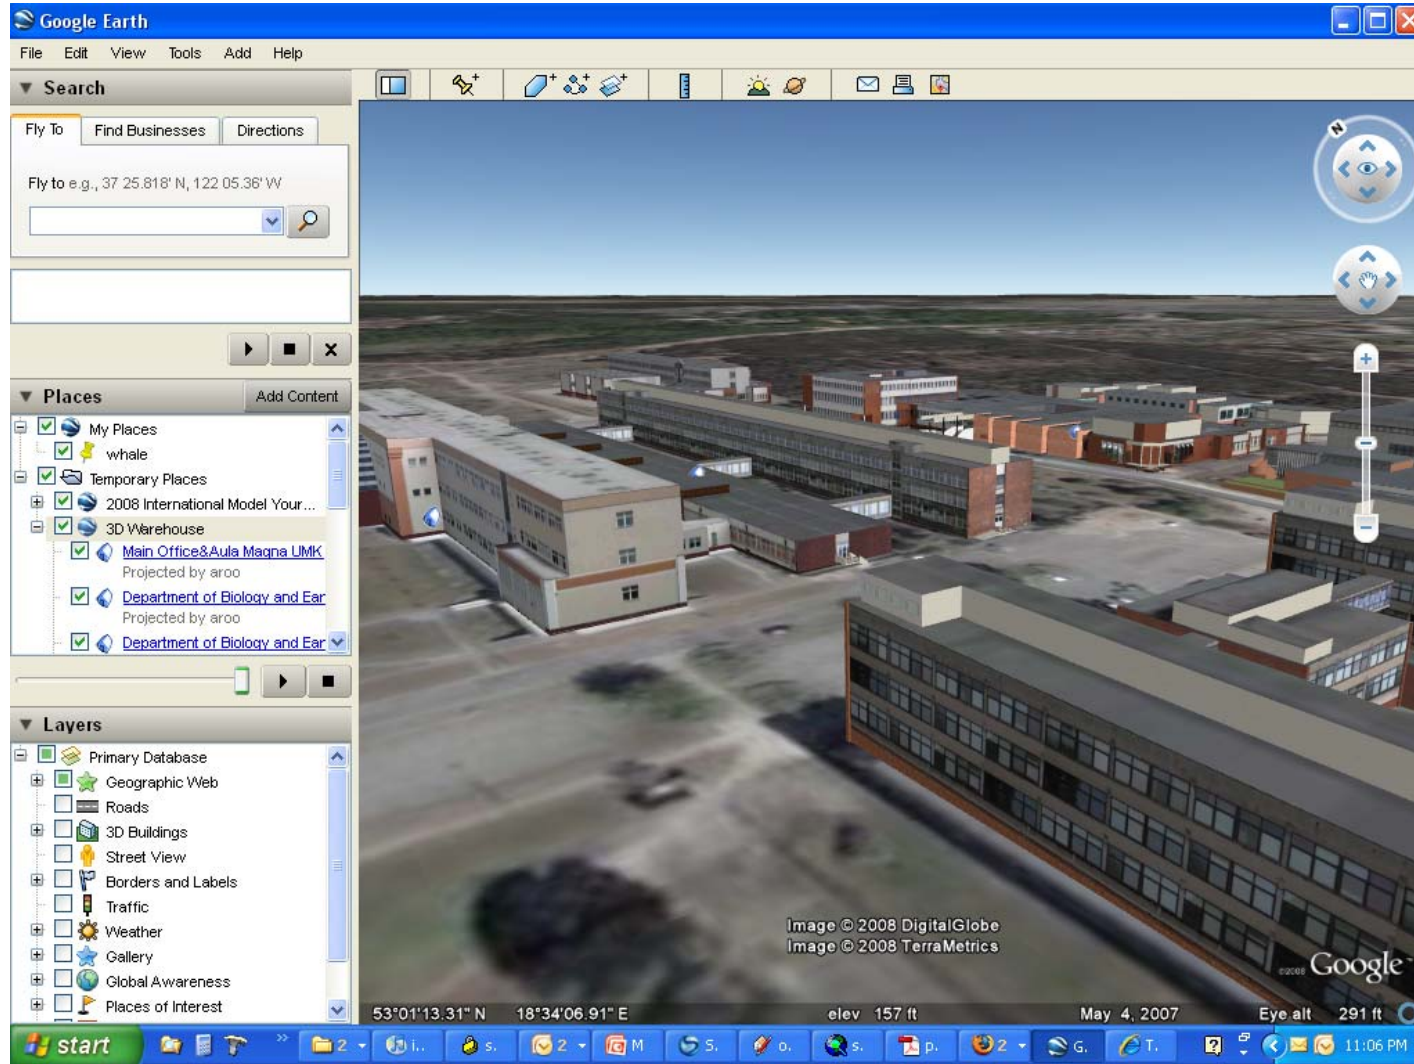 Google Earth
File Edit View Tools Add Help
Search
Fly To Find Businesses Directions
Fly to e.g., 37 25.818' N, 122 05.36' W
Places Add Content
My Places
whale
Temporary Places
2008 International Model Your...
3D Warehouse
Main Office&Aula Magna UMK
Projected by aroo
Department of Biology and Ear
Projected by aroo
Department of Biology and Ear
Layers
Primary Database
Geographic Web
Roads
3D Buildings
Street View
Borders and Labels
Traffic
Weather
Gallery
Global Awareness
Places of Interest
N
Image © 2008 DigitalGlobe
Image © 2008 TerraMetrics
©2008 Google
53°01'13.31" N 18°34'06.91" E elev 157 ft May 4, 2007 Eye alt 291 ft
start 2 i.. s. 2 M S. o. s. p. 2 G. T. 11:06 PM